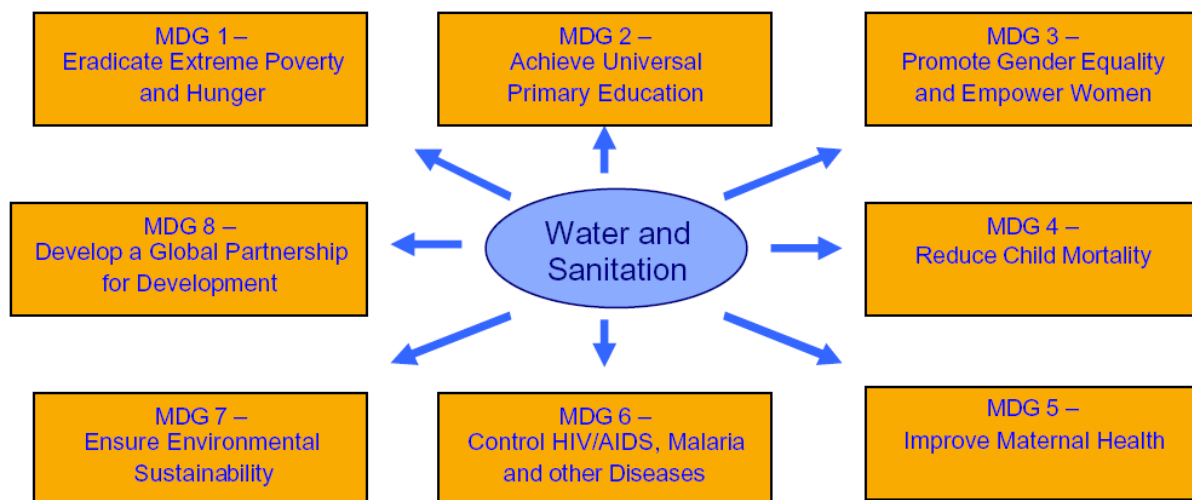 MDG 1 –
Eradicate Extreme Poverty
and Hunger
MDG 2 –
Achieve Universal
Primary Education
MDG 3 –
Promote Gender Equality
and Empower Women
MDG 8 –
Develop a Global Partnership
for Development
Water and
Sanitation
MDG 4 –
Reduce Child Mortality
MDG 7 –
Ensure Environmental
Sustainability
MDG 6 –
Control HIV/AIDS, Malaria
and other Diseases
MDG 5 –
Improve Maternal Health